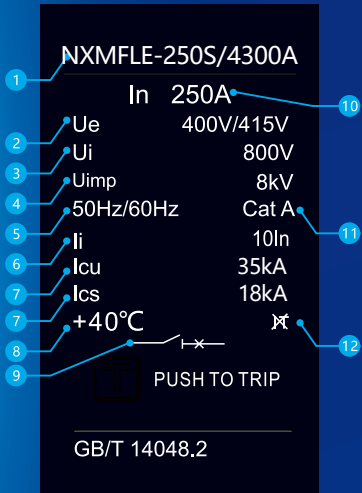 NXMFLE-250S/4300A
1
In 250A
10
2
Ue 400V/415V
3
Ui 800V
4
Uimp 8kV
5
50Hz/60Hz Cat A
11
6
Ii 10In
7
Icu 35kA
7
Ics 18kA
8
+40℃
12
9
PUSH TO TRIP
GB/T 14048.2